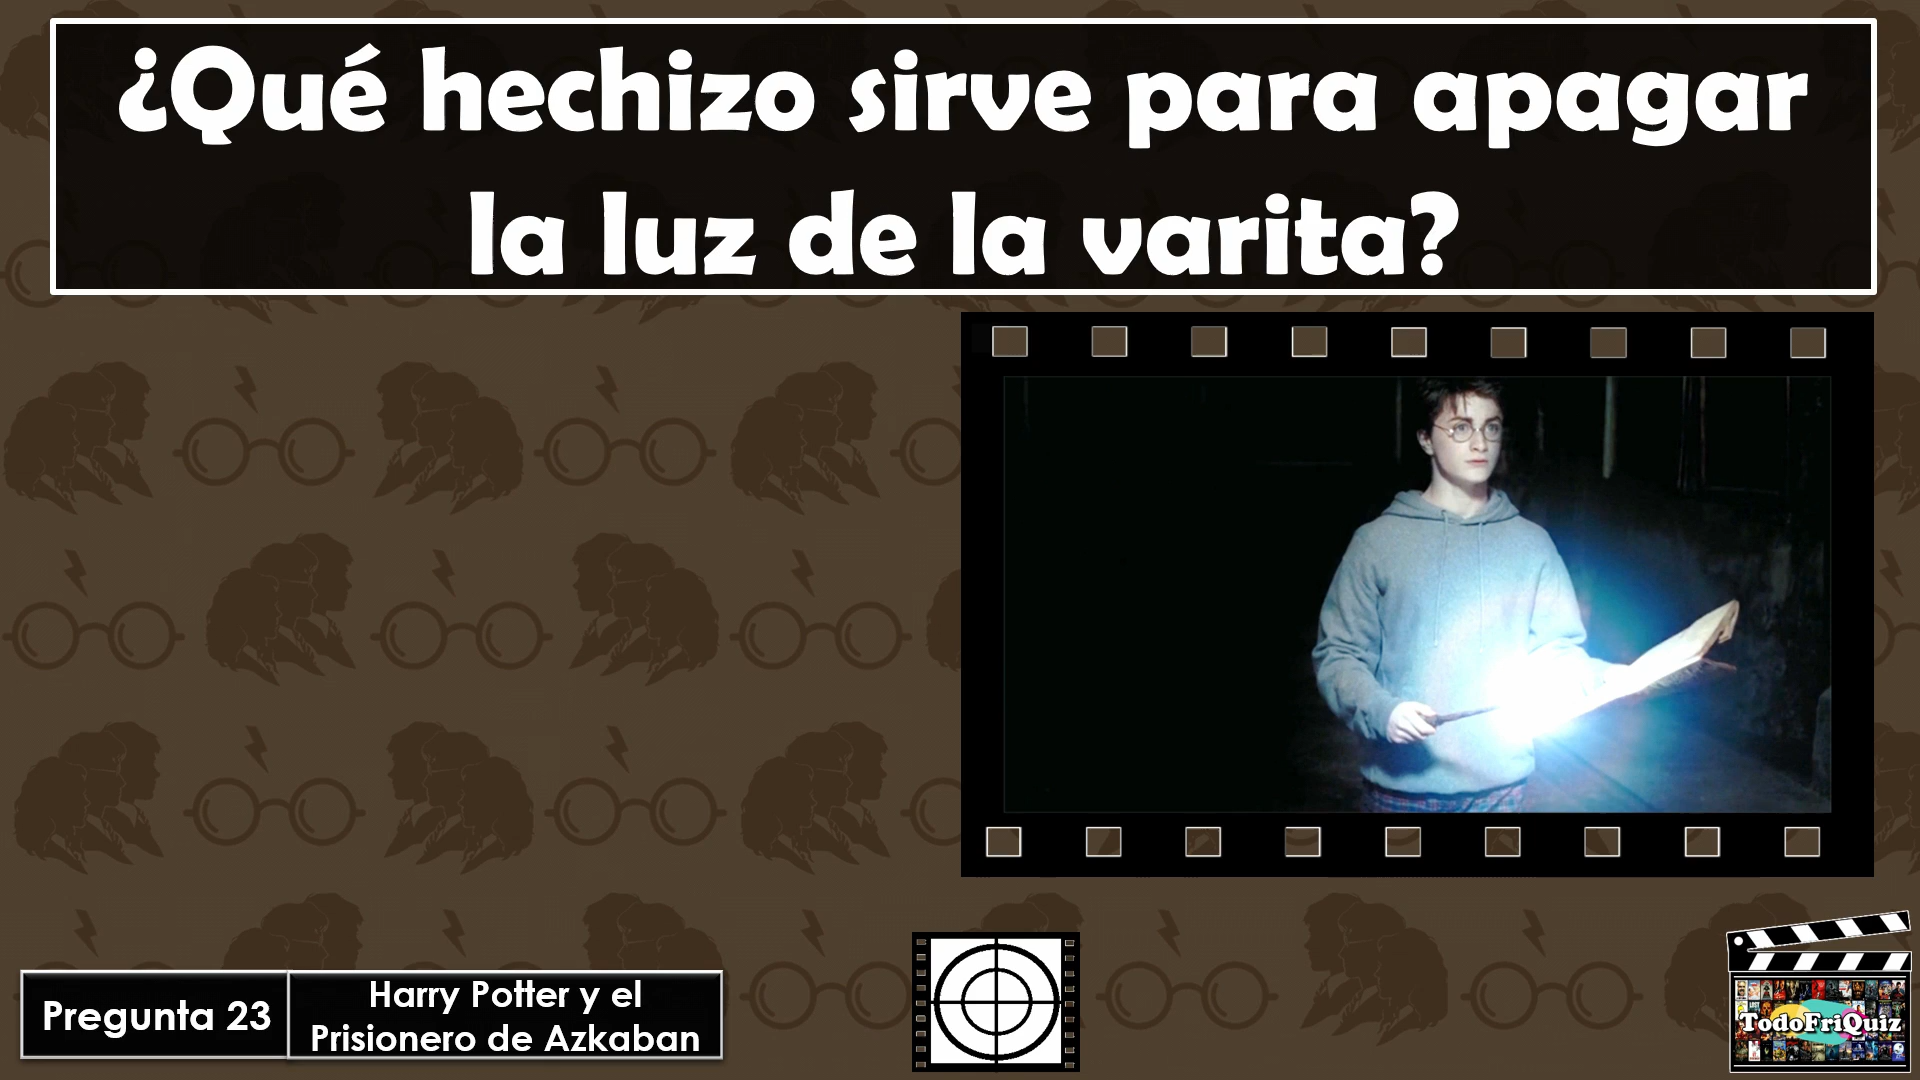 ¿Qué hechizo sirve para apagar
la luz de la varita?
Pregunta 23
Harry Potter y el
Prisionero de Azkaban
TodoFriQuiz